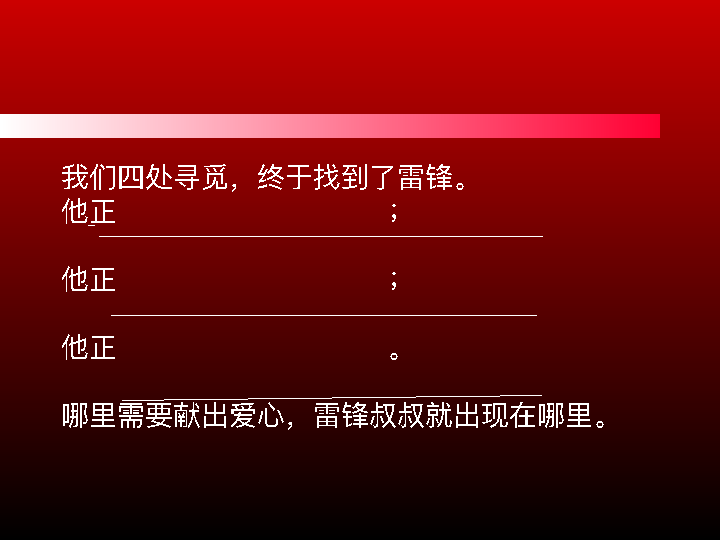 我们四处寻觅，终于找到了雷锋。
他正 ；
他正 ；
他正 。
哪里需要献出爱心，雷锋叔叔就出现在哪里。